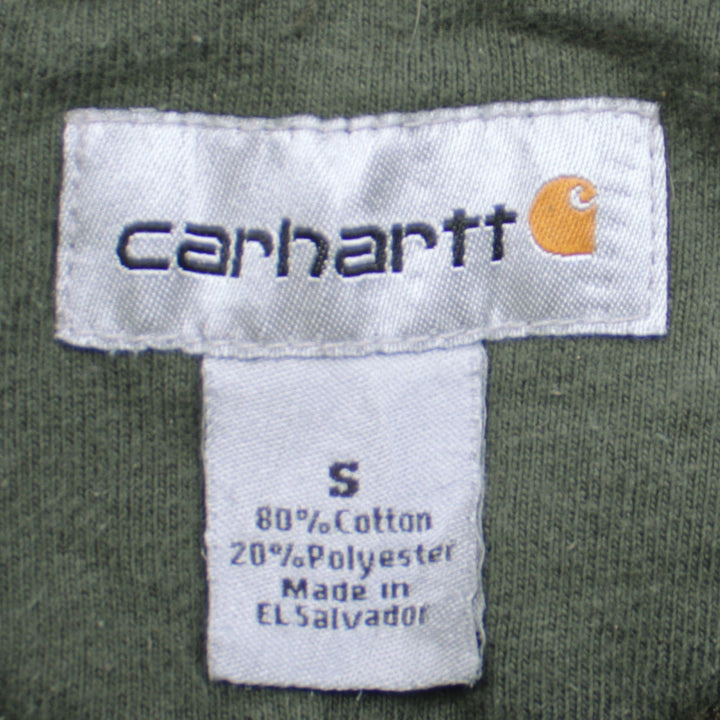 carhartt
S
80% Cotton
20% Polyester
Made in
EL Salvador